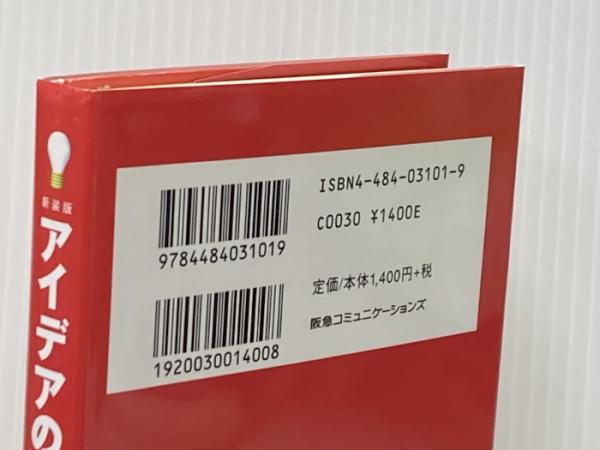 新装版
アイデアの
9784484031019
1920030014008
ISBN4-484-03101-9
C0030 ¥1400E
定価/本体1,400円+税
阪急コミュニケーションズ